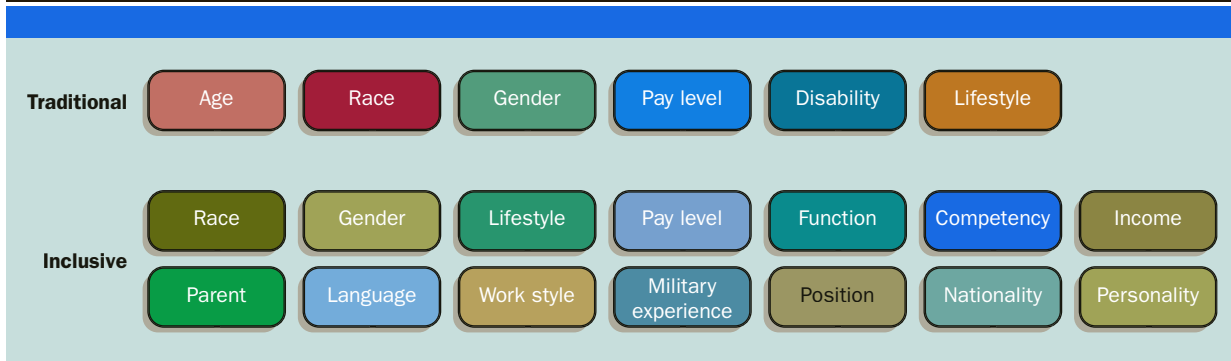 Traditional
Age Race Gender Pay level Disability Lifestyle
Inclusive
Race Gender Lifestyle Pay level Function Competency Income
Parent Language Work style Military experience Position Nationality Personality